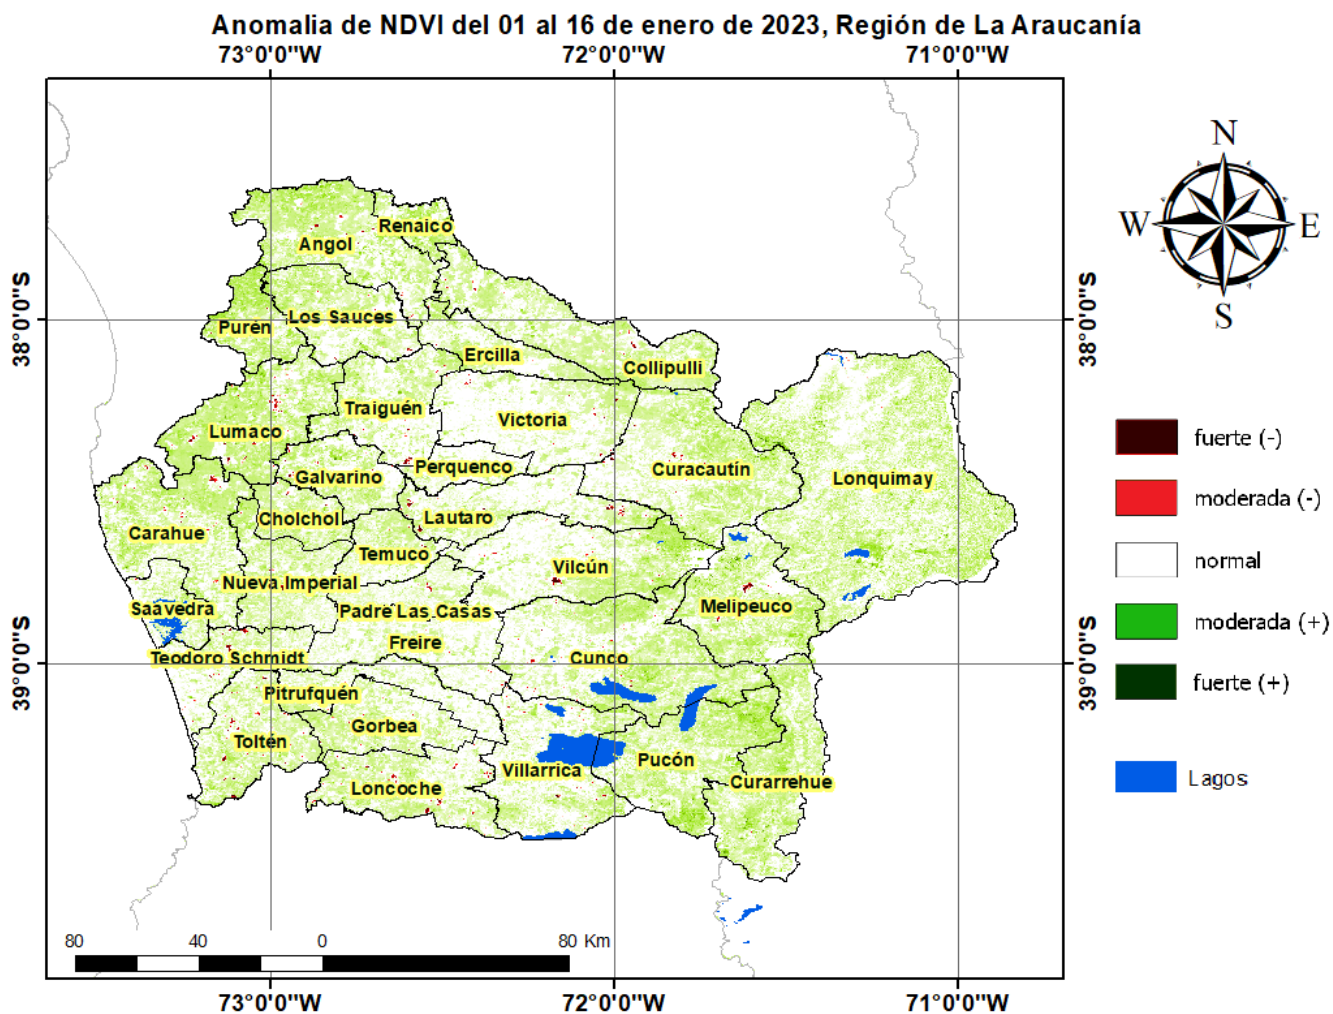 Anomalia de NDVI del 01 al 16 de enero de 2023, Región de La Araucanía
73°0'0"W 72°0'0"W 71°0'0"W
N
W E
S
38°0'0"S 38°0'0"S
39°0'0"S 39°0'0"S
Renaico
Angol
Los Sauces
Purén
Ercilla
Collipulli
Traiguén
Victoria
Lumaco
Perquenco
Curacautín
Galvarino
Lonquimay
Cholchol
Lautaro
Carahue
Temuco
Vilcún
Nueva Imperial
Saavedra
Padre Las Casas
Melipeuco
Freire
Teodoro Schmidt
Cunco
Pitrufquén
Gorbea
Toltén
Pucón
Villarrica
Curarrehue
Loncoche
fuerte (-)
moderada (-)
normal
moderada (+)
fuerte (+)
Lagos
80 40 0 80 Km
73°0'0"W 72°0'0"W 71°0'0"W